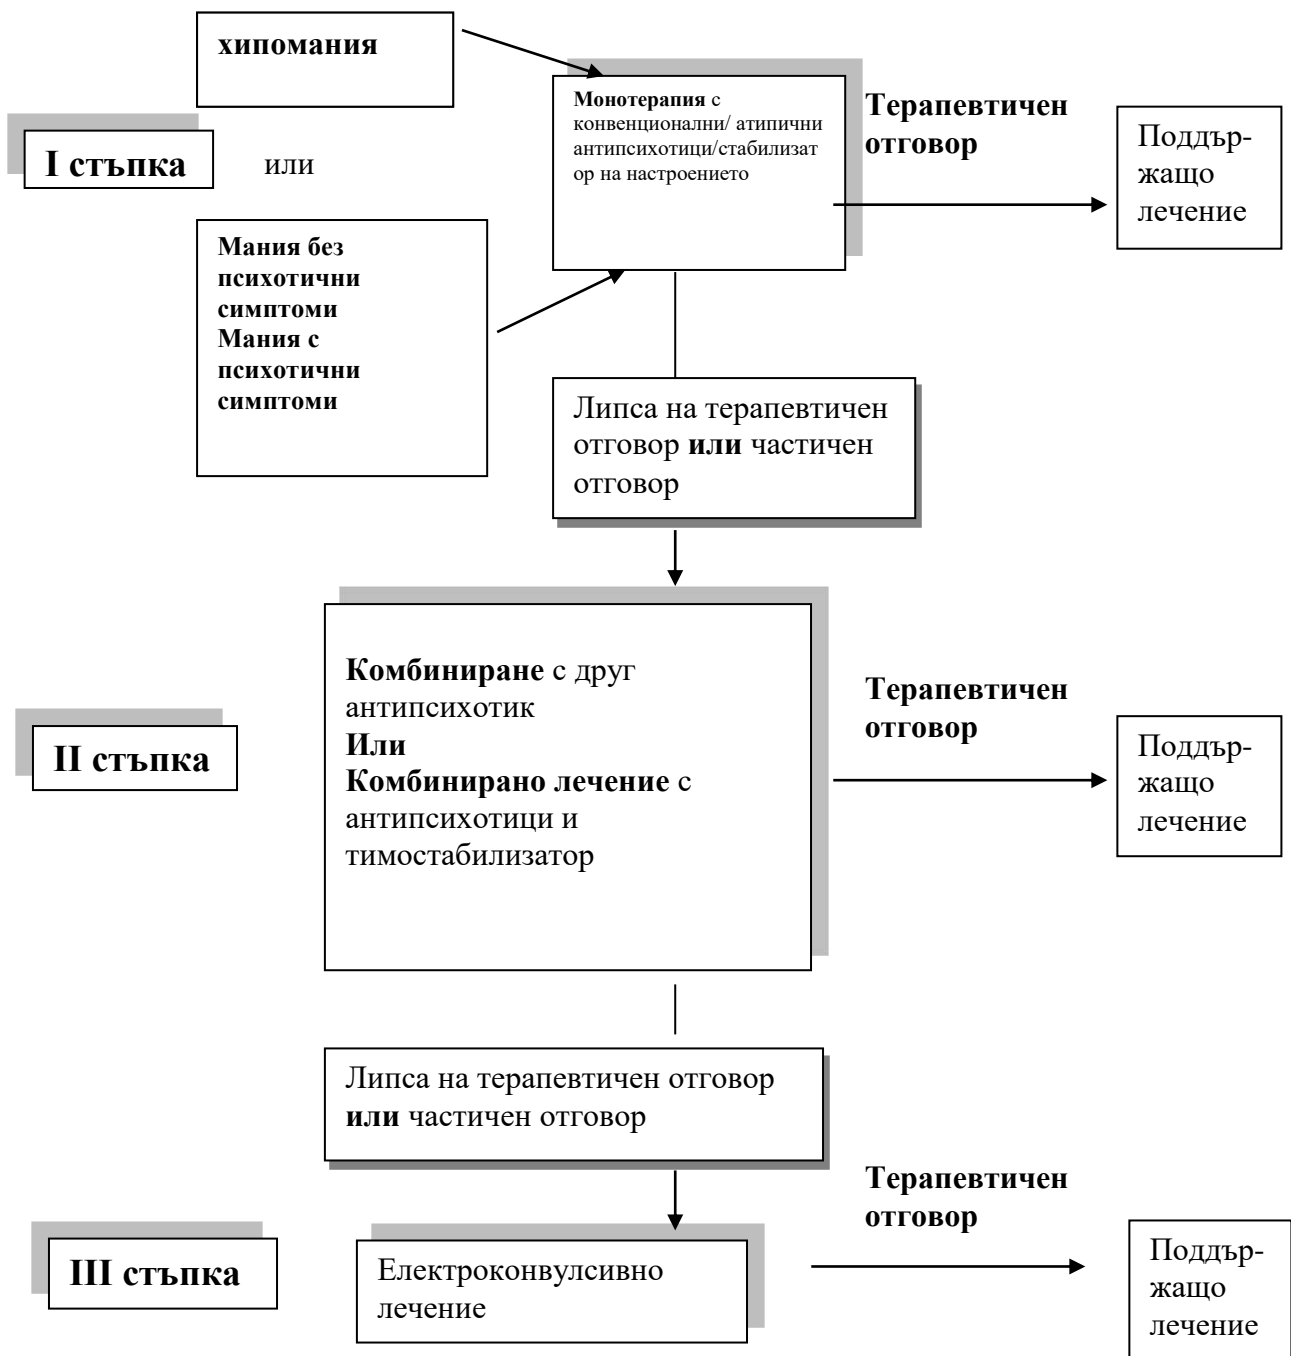 хипомания
Монотерапия с
конвенционални/ атипични
антипсихотици/стабилизат
ор на настроението
Терапевтичен
отговор
Поддър-
жащо
лечение
I стъпка
или
Мания без
психотични
симптоми
Мания с
психотични
симптоми
Липса на терапевтичен
отговор или частичен
отговор
Комбиниране с друг
антипсихотик
Или
Комбинирано лечение с
антипсихотици и
тимостабилизатор
Терапевтичен
отговор
Поддър-
жащо
лечение
II стъпка
Липса на терапевтичен отговор
или частичен отговор
Терапевтичен
отговор
III стъпка
Електроконвулсивно
лечение
Поддър-
жащо
лечение